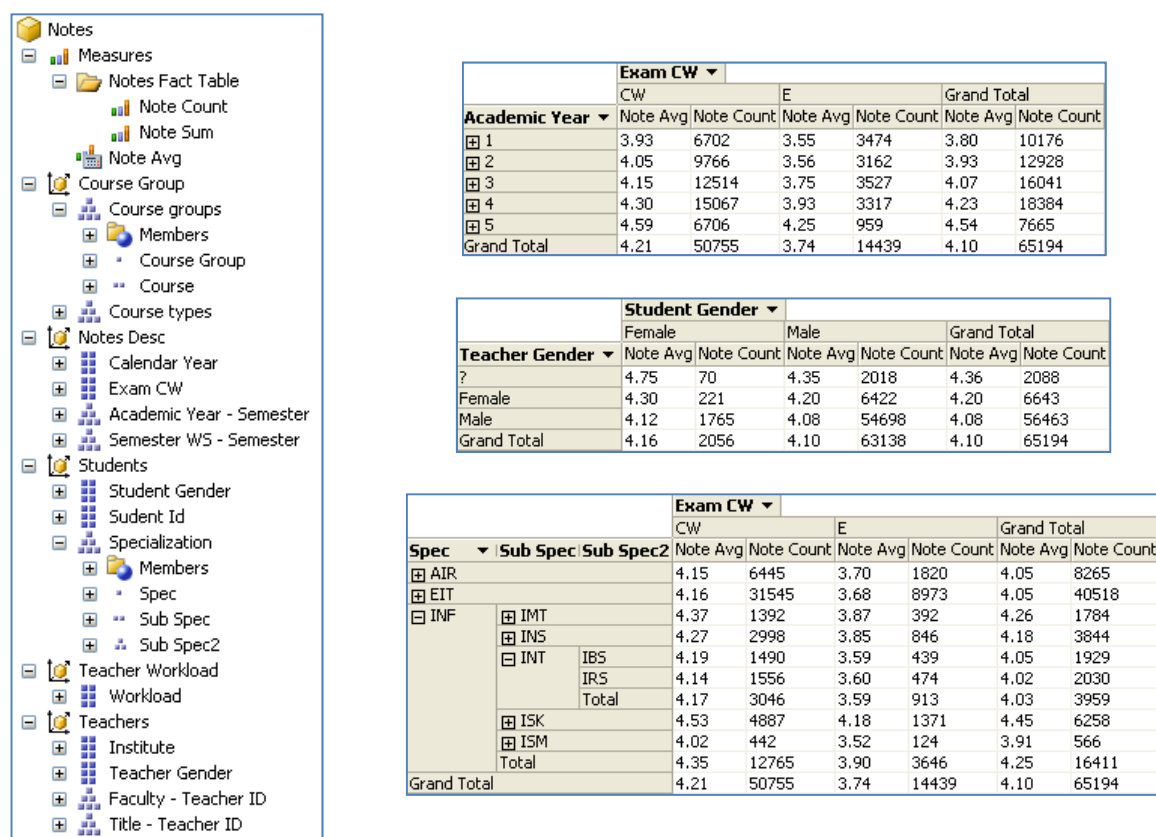 Notes
Measures
Notes Fact Table
Note Count
Note Sum
Note Avg
Course Group
Course groups
Members
Course Group
Course
Course types
Notes Desc
Calendar Year
Exam CW
Academic Year - Semester
Semester WS - Semester
Students
Student Gender
Sudent Id
Specialization
Members
Spec
Sub Spec
Sub Spec2
Teacher Workload
Workload
Teachers
Institute
Teacher Gender
Faculty - Teacher ID
Title - Teacher ID
Exam CW
CW E Grand Total
Academic Year Note Avg Note Count Note Avg Note Count Note Avg Note Count
1 3.93 6702 3.55 3474 3.80 10176
2 4.05 9766 3.56 3162 3.93 12928
3 4.15 12514 3.75 3527 4.07 16041
4 4.30 15067 3.93 3317 4.23 18384
5 4.59 6706 4.25 959 4.54 7665
Grand Total 4.21 50755 3.74 14439 4.10 65194
Student Gender
Female Male Grand Total
Teacher Gender Note Avg Note Count Note Avg Note Count Note Avg Note Count
? 4.75 70 4.35 2018 4.36 2088
Female 4.30 221 4.20 6422 4.20 6643
Male 4.12 1765 4.08 54698 4.08 56463
Grand Total 4.16 2056 4.10 63138 4.10 65194
Exam CW
CW E Grand Total
Spec Sub Spec Sub Spec2 Note Avg Note Count Note Avg Note Count Note Avg Note Count
AIR 4.15 6445 3.70 1820 4.05 8265
EIT 4.16 31545 3.68 8973 4.05 40518
INF IMT 4.37 1392 3.87 392 4.26 1784
INS 4.27 2998 3.85 846 4.18 3844
INT IBS 4.19 1490 3.59 439 4.05 1929
IRS 4.14 1556 3.60 474 4.02 2030
Total 4.17 3046 3.59 913 4.03 3959
ISK 4.53 4887 4.18 1371 4.45 6258
ISM 4.02 442 3.52 124 3.91 566
Total 4.35 12765 3.90 3646 4.25 16411
Grand Total 4.21 50755 3.74 14439 4.10 65194